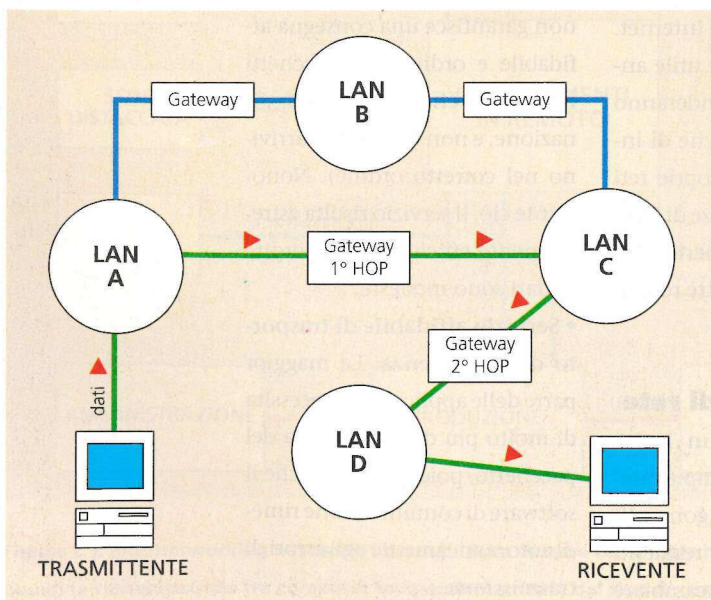 Gateway
LAN
B
Gateway
LAN
A
Gateway
1° HOP
LAN
C
Gateway
2° HOP
dati
LAN
D
TRASMITTENTE
RICEVENTE